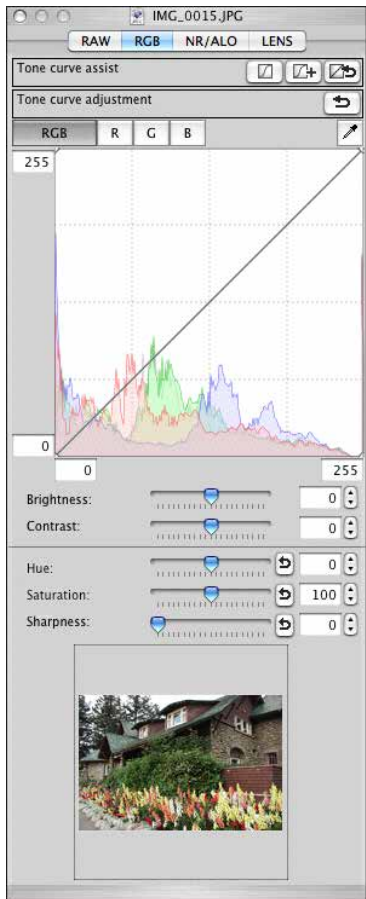 IMG_0015.JPG
RAW RGB NR/ALO LENS
Tone curve assist
Tone curve adjustment
RGB R G B
255
0
0 255
Brightness: 0
Contrast: 0
Hue: 0
Saturation: 100
Sharpness: 0